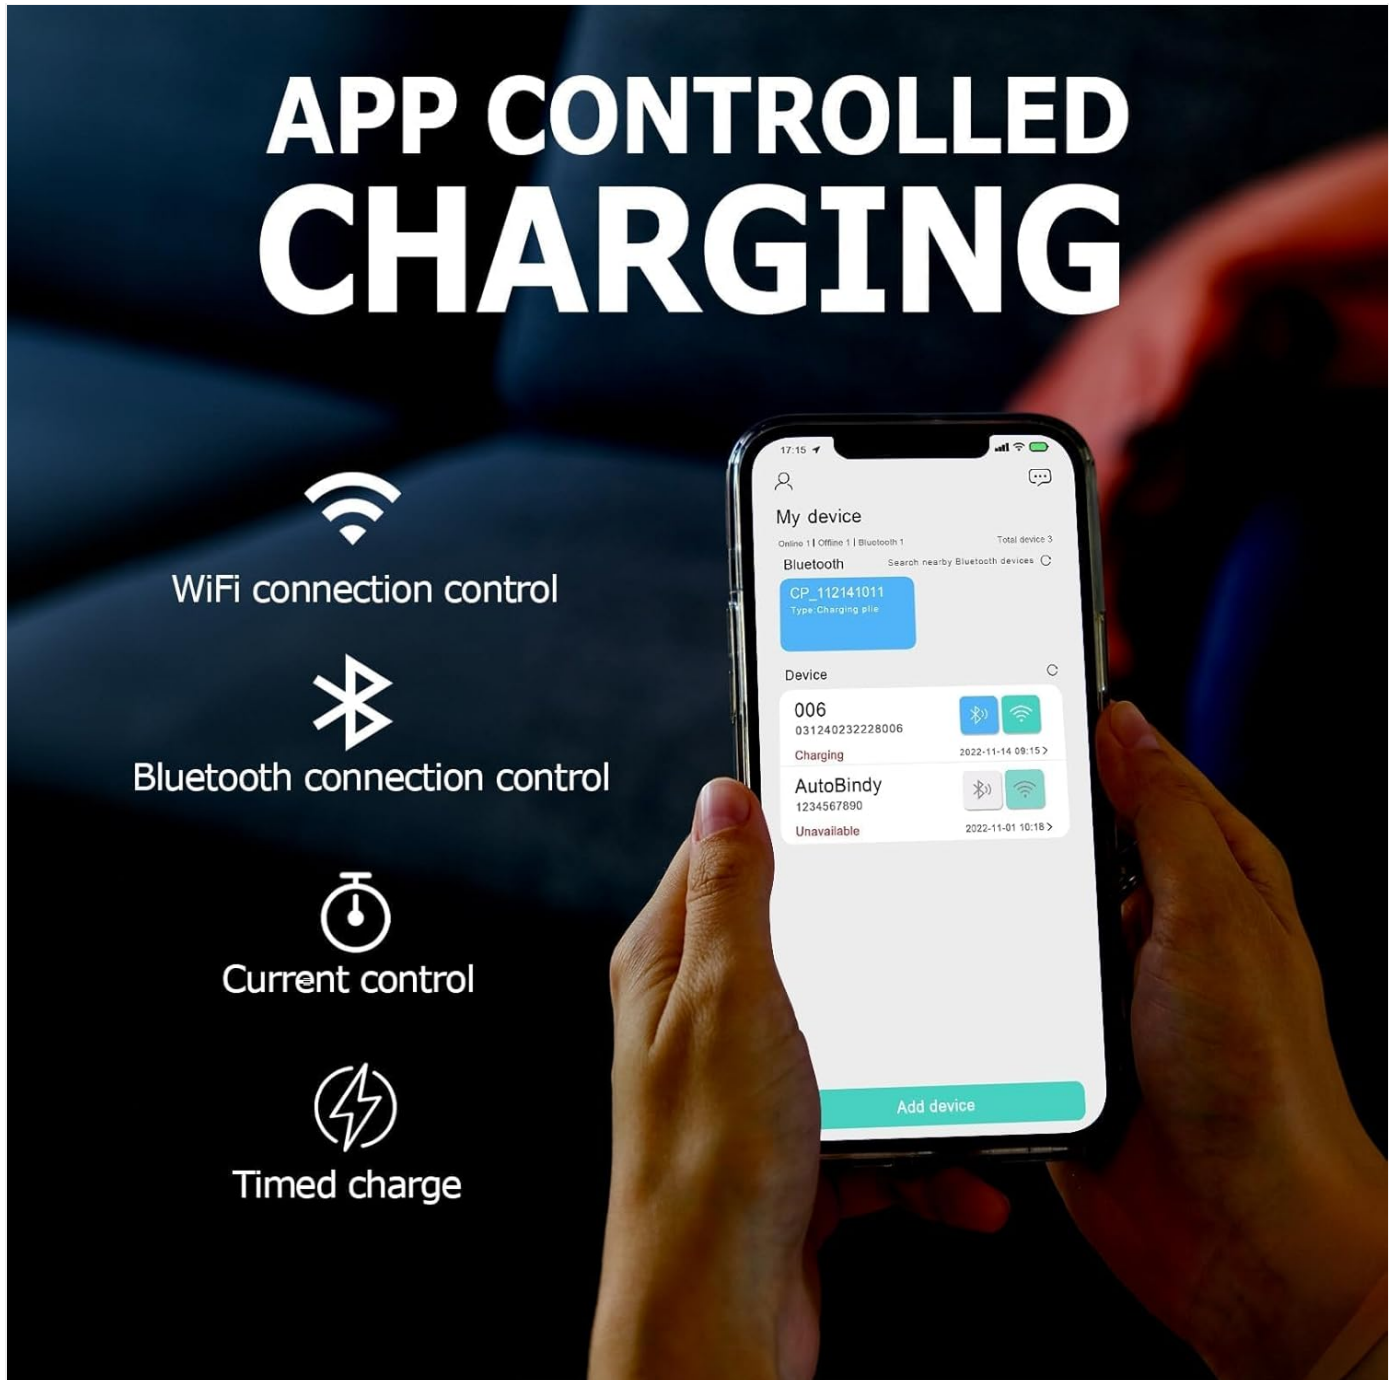 APP CONTROLLED
CHARGING
WiFi connection control
Bluetooth connection control
Current control
Timed charge
17:15
My device
Online 1 | Offline 1 | Bluetooth 1
Total device 3
Bluetooth
Search nearby Bluetooth devices
CP_112141011
Type:Charging plie
Device
006
031240232228006
Charging
2022-11-14 09:15 >
AutoBindy
1234567890
Unavailable
2022-11-01 10:18 >
Add device